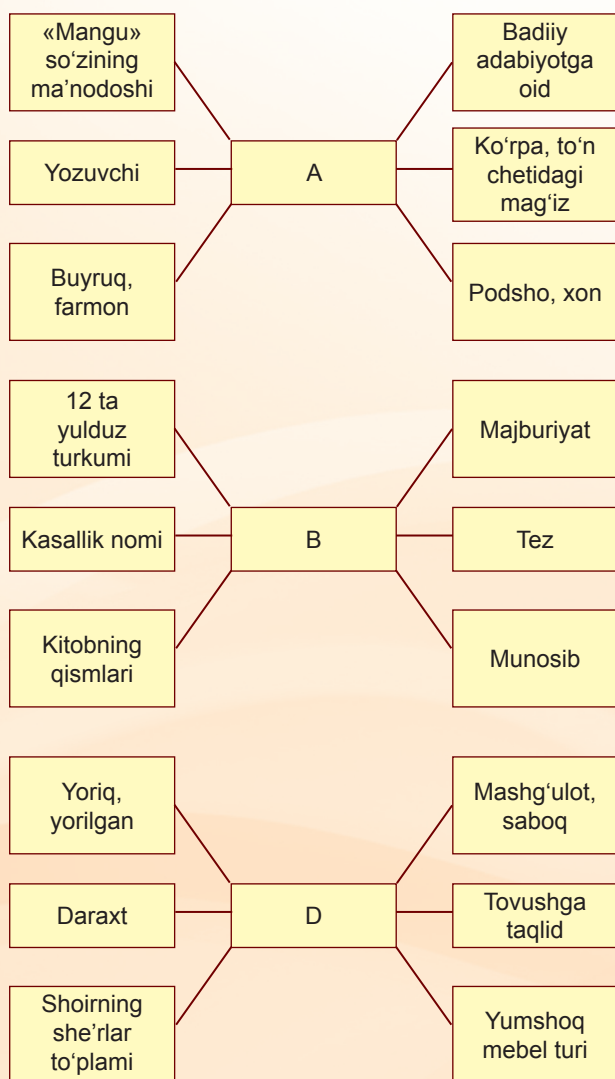 «Mangu»
so‘zining
ma’nodoshi
Badiiy
adabiyotga
oid
Yozuvchi
A
Ko‘rpa, to‘n
chetidagi
mag‘iz
Buyruq,
farmon
Podsho, xon
12 ta
yulduz
turkumi
Majburiyat
Kasallik nomi
B
Tez
Kitobning
qismlari
Munosib
Yoriq,
yorilgan
Mashg‘ulot,
saboq
Daraxt
D
Tovushga
taqlid
Shoirning
she’rlar
to‘plami
Yumshoq
mebel turi